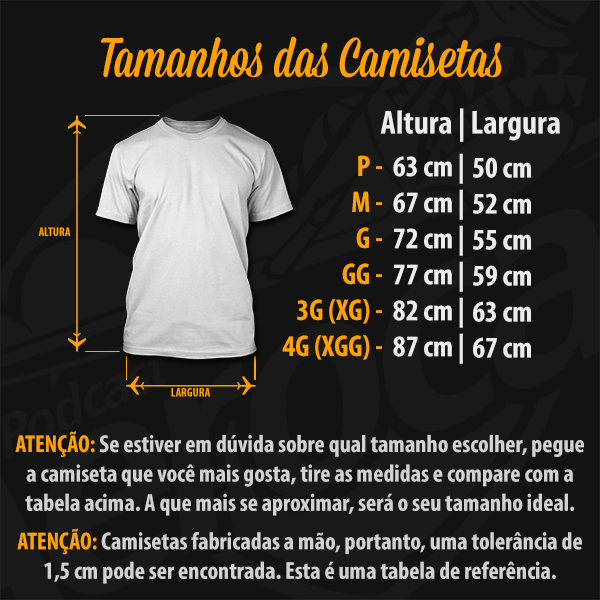 Tamanhos das Camisetas
Altura | Largura
P - 63 cm | 50 cm
M - 67 cm | 52 cm
G - 72 cm | 55 cm
GG - 77 cm | 59 cm
3G (XG) - 82 cm | 63 cm
4G (XGG) - 87 cm | 67 cm
ALTURA
LARGURA
Podcast
ATENÇÃO: Se estiver em dúvida sobre qual tamanho escolher, pegue
a camiseta que você mais gosta, tire as medidas e compare com a
tabela acima. A que mais se aproximar, será o seu tamanho ideal.
ATENÇÃO: Camisetas fabricadas a mão, portanto, uma tolerância de
1,5 cm pode ser encontrada. Esta é uma tabela de referência.